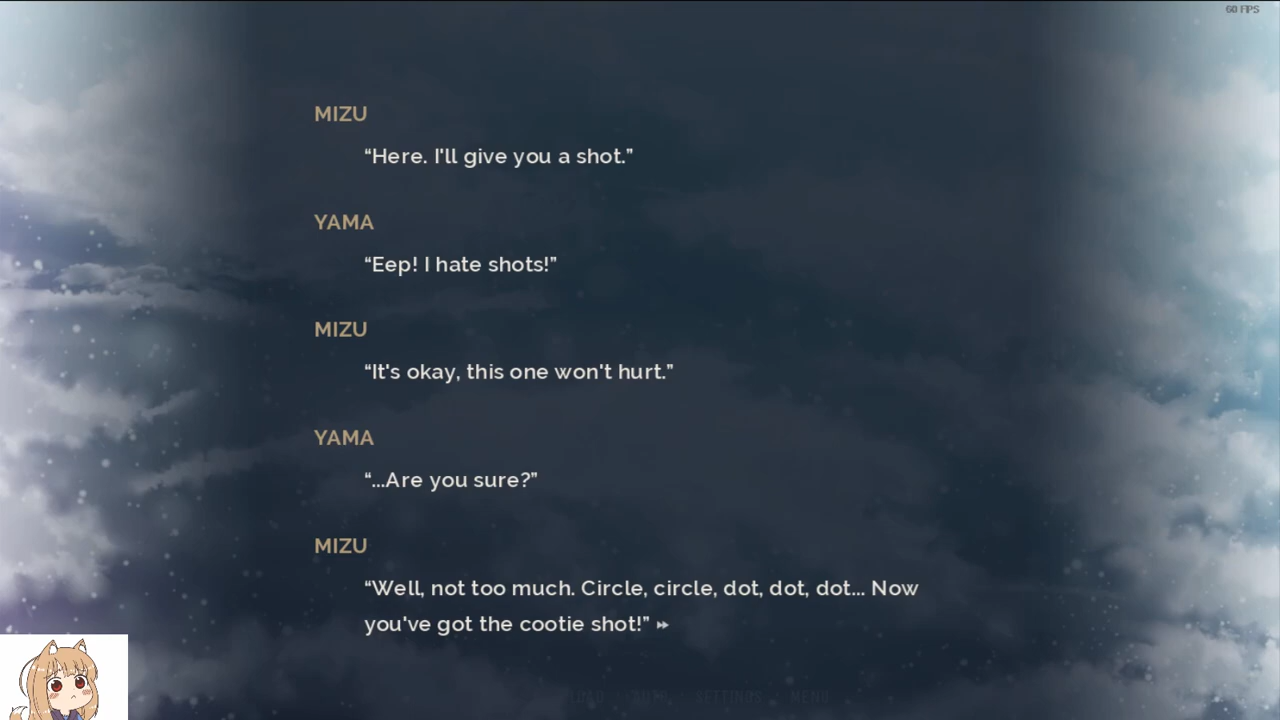 60 FPS
MIZU
“Here. I'll give you a shot.”
YAMA
“Eep! I hate shots!”
MIZU
“It's okay, this one won't hurt.”
YAMA
“...Are you sure?”
MIZU
“Well, not too much. Circle, circle, dot, dot, dot... Now
you've got the cootie shot!”
SETTINGS · MENU